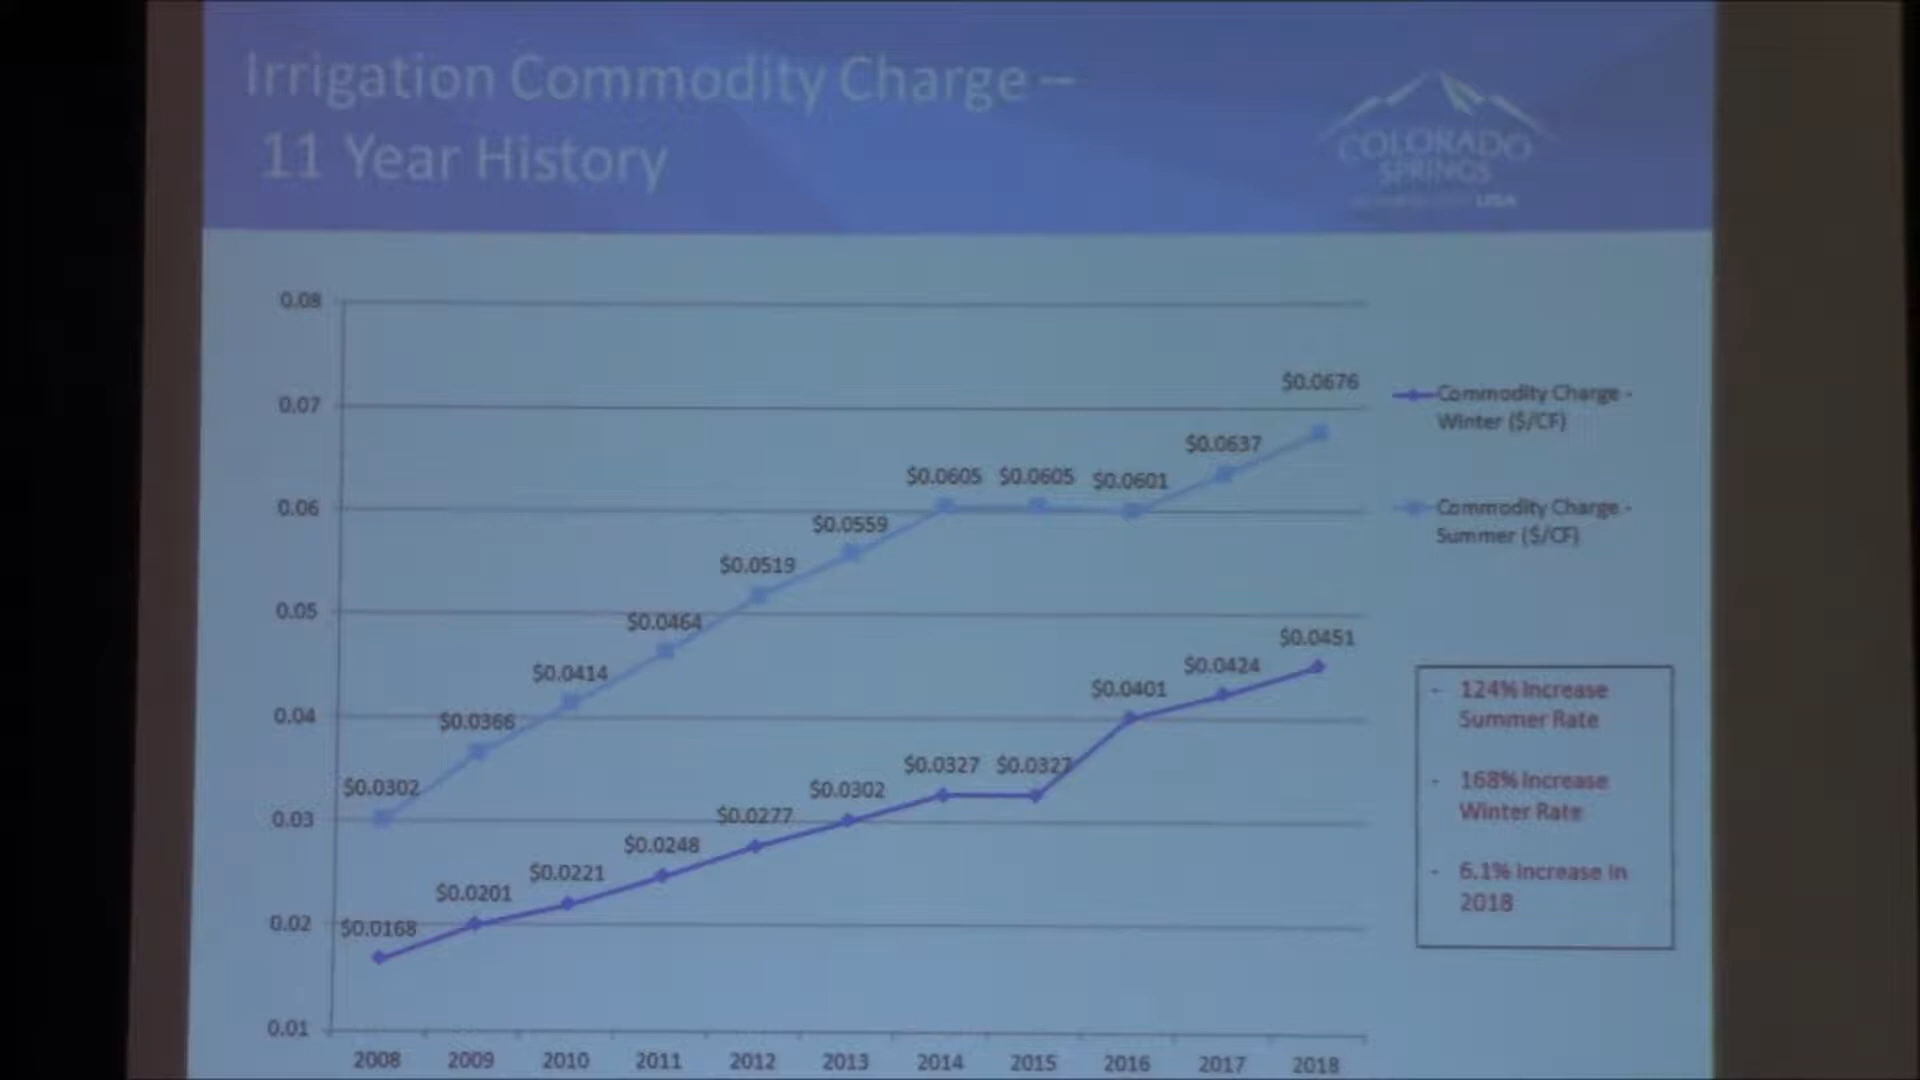 Irrigation Commodity Charge –
11 Year History
COLORADO
SPRINGS
USA
0.08
0.07
0.06
0.05
0.04
0.03
0.02
0.01
$0.0302
$0.0366
$0.0414
$0.0464
$0.0519
$0.0559
$0.0605
$0.0605
$0.0601
$0.0637
$0.0676
$0.0168
$0.0201
$0.0221
$0.0248
$0.0277
$0.0302
$0.0327
$0.0327
$0.0401
$0.0424
$0.0451
2008 2009 2010 2011 2012 2013 2014 2015 2016 2017 2018
Commodity Charge -
Winter ($/CF)
Commodity Charge -
Summer ($/CF)
- 124% Increase
Summer Rate
- 168% Increase
Winter Rate
- 6.1% Increase in
2018